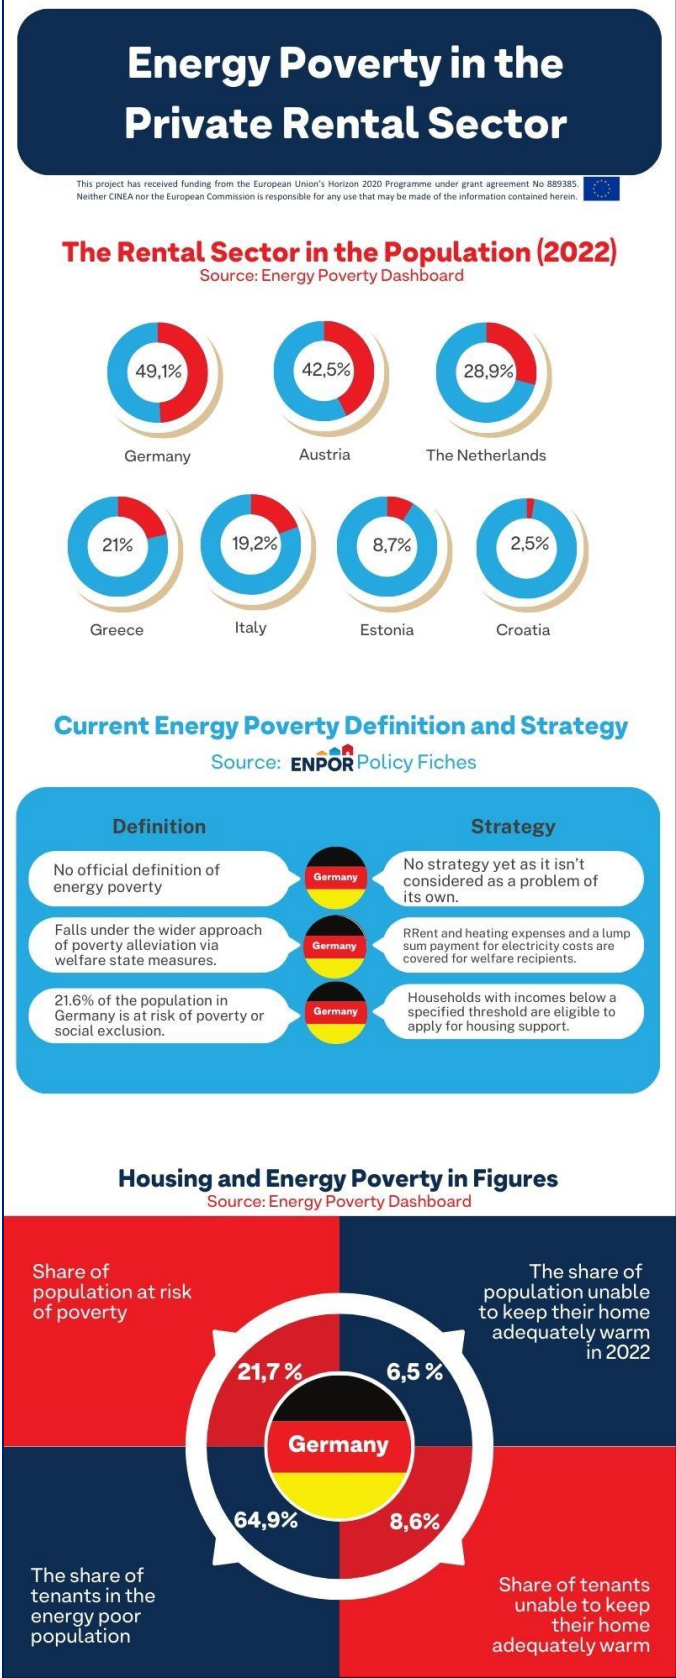 Energy Poverty in the
Private Rental Sector
This project has received funding from the European Union's Horizon 2020 Programme under grant agreement No 889385.
Neither CINEA nor the European Commission is responsible for any use that may be made of the information contained herein.
The Rental Sector in the Population (2022)
Source: Energy Poverty Dashboard
49,1%
42,5%
28,9%
Germany
Austria
The Netherlands
21%
19,2%
8,7%
2,5%
Greece
Italy
Estonia
Croatia
Current Energy Poverty Definition and Strategy
Source: ENPOR Policy Fiches
Definition
Strategy
No official definition of
energy poverty
Germany
No strategy yet as it isn't
considered as a problem of
its own.
Falls under the wider approach
of poverty alleviation via
welfare state measures.
Germany
RRent and heating expenses and a lump
sum payment for electricity costs are
covered for welfare recipients.
21.6% of the population in
Germany is at risk of poverty or
social exclusion.
Germany
Households with incomes below a
specified threshold are eligible to
apply for housing support.
Housing and Energy Poverty in Figures
Source: Energy Poverty Dashboard
Share of
population at risk
of poverty
The share of
population unable
to keep their home
adequately warm
in 2022
21,7 %
6,5 %
Germany
64,9%
8,6%
The share of
tenants in the
energy poor
population
Share of tenants
unable to keep
their home
adequately warm